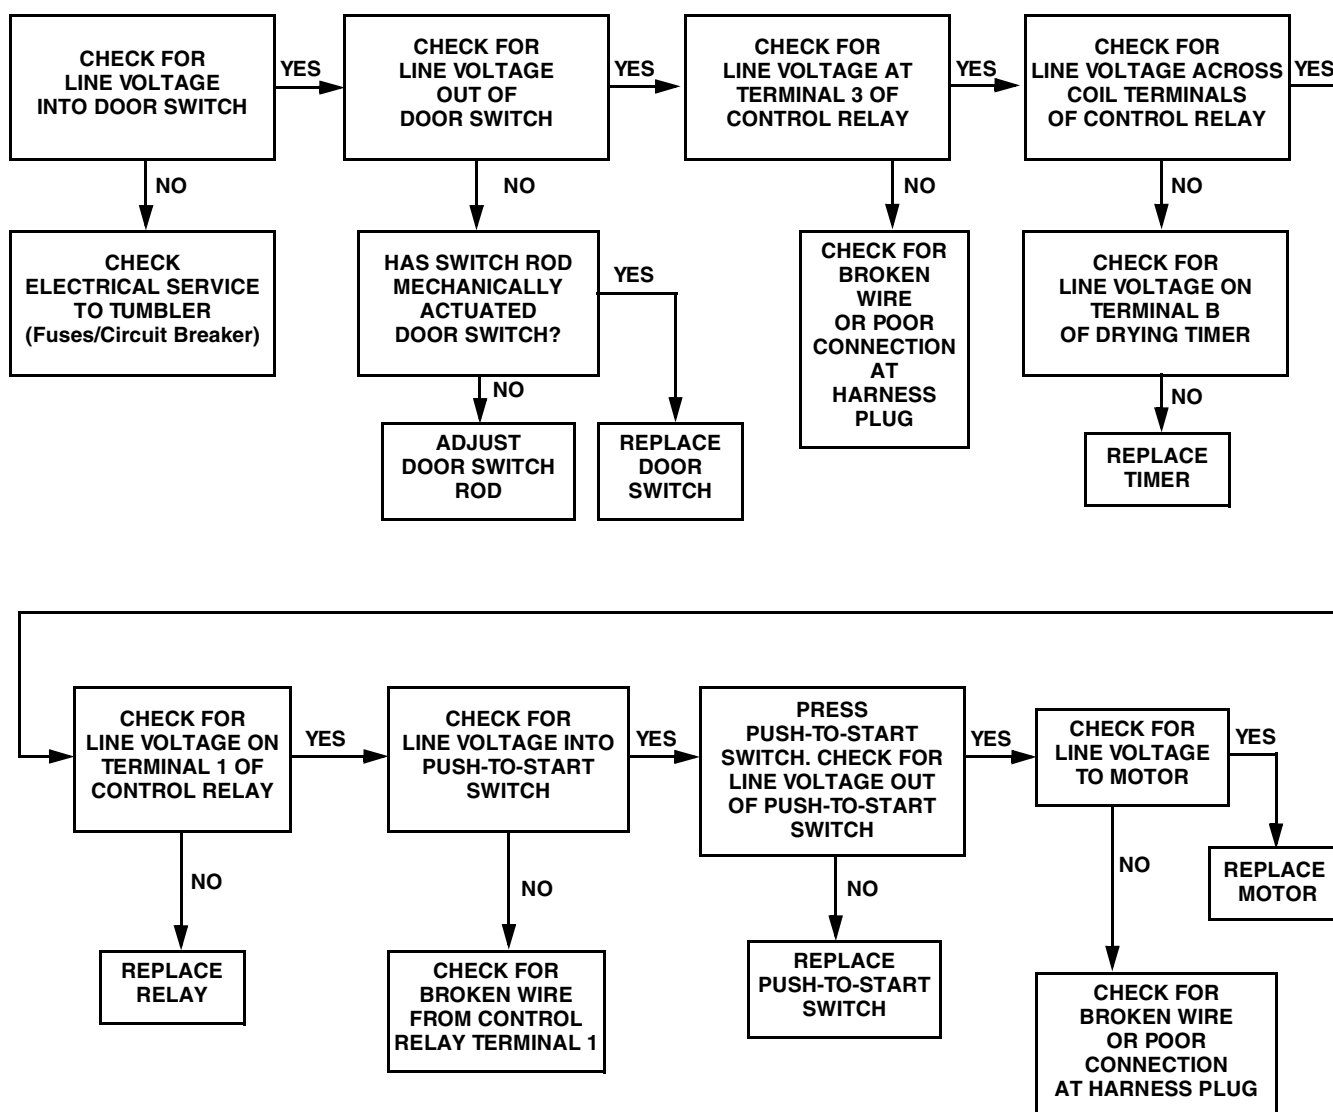 CHECK FOR
LINE VOLTAGE
INTO DOOR SWITCH
YES
CHECK FOR
LINE VOLTAGE
OUT OF
DOOR SWITCH
YES
CHECK FOR
LINE VOLTAGE AT
TERMINAL 3 OF
CONTROL RELAY
YES
CHECK FOR
LINE VOLTAGE ACROSS
COIL TERMINALS
OF CONTROL RELAY
YES
NO
NO
NO
NO
CHECK
ELECTRICAL SERVICE
TO TUMBLER
(Fuses/Circuit Breaker)
HAS SWITCH ROD
MECHANICALLY
ACTUATED
DOOR SWITCH?
YES
CHECK FOR
BROKEN
WIRE
OR POOR
CONNECTION
AT
HARNESS
PLUG
CHECK FOR
LINE VOLTAGE ON
TERMINAL B
OF DRYING TIMER
NO
NO
ADJUST
DOOR SWITCH
ROD
REPLACE
DOOR
SWITCH
REPLACE
TIMER
CHECK FOR
LINE VOLTAGE ON
TERMINAL 1 OF
CONTROL RELAY
YES
CHECK FOR
LINE VOLTAGE INTO
PUSH-TO-START
SWITCH
YES
PRESS
PUSH-TO-START
SWITCH. CHECK FOR
LINE VOLTAGE OUT
OF PUSH-TO-START
SWITCH
YES
CHECK FOR
LINE VOLTAGE
TO MOTOR
YES
NO
NO
NO
NO
REPLACE
MOTOR
REPLACE
RELAY
CHECK FOR
BROKEN WIRE
FROM CONTROL
RELAY TERMINAL 1
REPLACE
PUSH-TO-START
SWITCH
CHECK FOR
BROKEN WIRE
OR POOR
CONNECTION
AT HARNESS PLUG